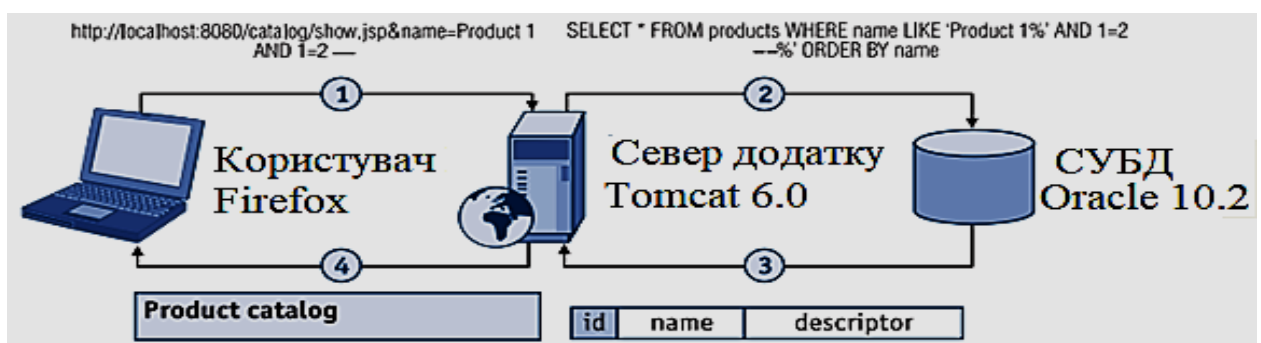 http://localhost:8080/catalog/show.jsp&name=Product 1
AND 1=2 —
SELECT * FROM products WHERE name LIKE ‘Product 1%’ AND 1=2
––%’ ORDER BY name
1
2
Користувач
Firefox
Север додатку
Tomcat 6.0
СУБД
Oracle 10.2
4
3
Product catalog
id name descriptor